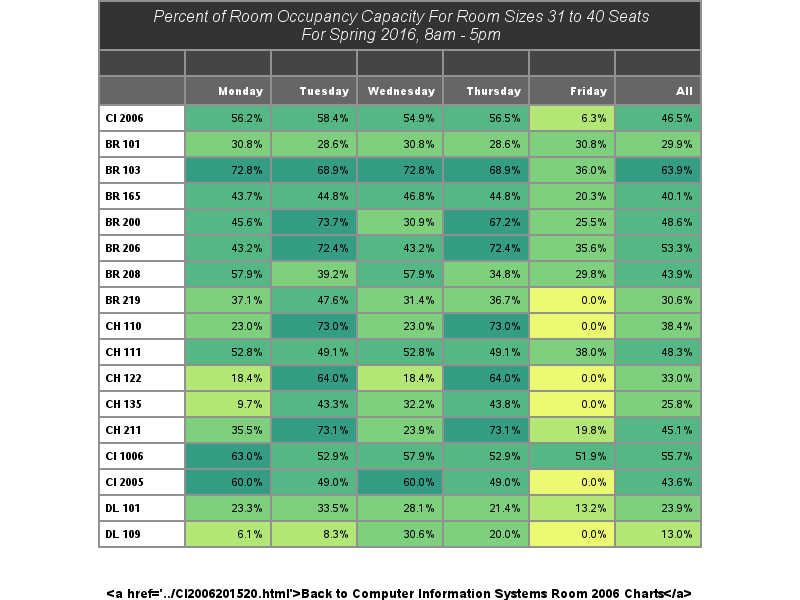 Percent of Room Occupancy Capacity For Room Sizes 31 to 40 Seats
For Spring 2016, 8am - 5pm
Monday Tuesday Wednesday Thursday Friday All
CI 2006 56.2% 58.4% 54.9% 56.5% 6.3% 46.5%
BR 101 30.8% 28.6% 30.8% 28.6% 30.8% 29.9%
BR 103 72.8% 68.9% 72.8% 68.9% 36.0% 63.9%
BR 165 43.7% 44.8% 46.8% 44.8% 20.3% 40.1%
BR 200 45.6% 73.7% 30.9% 67.2% 25.5% 48.6%
BR 206 43.2% 72.4% 43.2% 72.4% 35.6% 53.3%
BR 208 57.9% 39.2% 57.9% 34.8% 29.8% 43.9%
BR 219 37.1% 47.6% 31.4% 36.7% 0.0% 30.6%
CH 110 23.0% 73.0% 23.0% 73.0% 0.0% 38.4%
CH 111 52.8% 49.1% 52.8% 49.1% 38.0% 48.3%
CH 122 18.4% 64.0% 18.4% 64.0% 0.0% 33.0%
CH 135 9.7% 43.3% 32.2% 43.8% 0.0% 25.8%
CH 211 35.5% 73.1% 23.9% 73.1% 19.8% 45.1%
CI 1006 63.0% 52.9% 57.9% 52.9% 51.9% 55.7%
CI 2005 60.0% 49.0% 60.0% 49.0% 0.0% 43.6%
DL 101 23.3% 33.5% 28.1% 21.4% 13.2% 23.9%
DL 109 6.1% 8.3% 30.6% 20.0% 0.0% 13.0%
<a href='../CI2006201520.html'>Back to Computer Information Systems Room 2006 Charts</a>